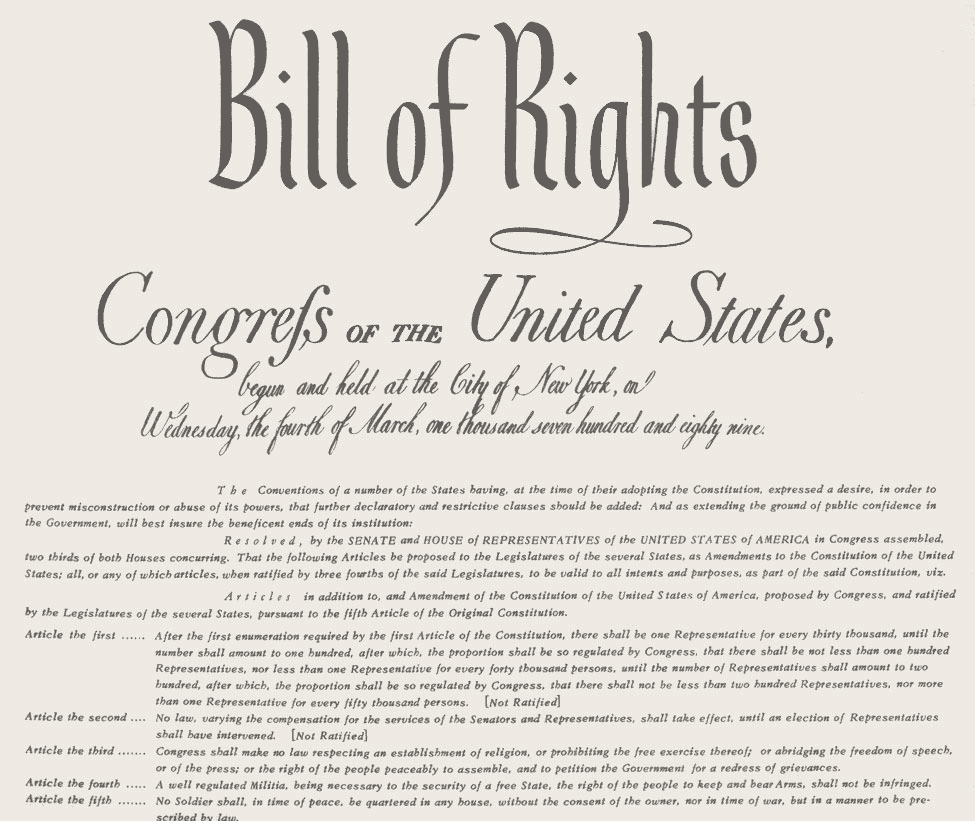 Bill of Rights
Congreſs OF THE United States,
begun and held at the City of New York, on
Wednesday, the fourth of March, one thousand seven hundred and eighty nine.
The Conventions of a number of the States having, at the time of their adopting the Constitution, expressed a desire, in order to
prevent misconstruction or abuse of its powers, that further declaratory and restrictive clauses should be added: And as extending the ground of public confidence in
the Government, will best insure the beneficent ends of its institution:
Resolved, by the SENATE and HOUSE of REPRESENTATIVES of the UNITED STATES of AMERICA in Congress assembled,
two thirds of both Houses concurring. That the following Articles be proposed to the Legislatures of the several States, as Amendments to the Constitution of the United
States; all, or any of which articles, when ratified by three fourths of the said Legislatures, to be valid to all intents and purposes, as part of the said Constitution, viz.
Articles in addition to, and Amendment of the Constitution of the United States of America, proposed by Congress, and ratified
by the Legislatures of the several States, pursuant to the fifth Article of the Original Constitution.
Article the first ...... After the first enumeration required by the first Article of the Constitution, there shall be one Representative for every thirty thousand, until the
number shall amount to one hundred, after which, the proportion shall be so regulated by Congress, that there shall be not less than one hundred
Representatives, nor less than one Representative for every forty thousand persons, until the number of Representatives shall amount to two
hundred, after which, the proportion shall be so regulated by Congress, that there shall not be less than two hundred Representatives, nor more
than one Representative for every fifty thousand persons. [Not Ratified]
Article the second .... No law, varying the compensation for the services of the Senators and Representatives, shall take effect, until an election of Representatives
shall have intervened. [Not Ratified]
Article the third ....... Congress shall make no law respecting an establishment of religion, or prohibiting the free exercise thereof; or abridging the freedom of speech,
or of the press; or the right of the people peaceably to assemble, and to petition the Government for a redress of grievances.
Article the fourth ..... A well regulated Militia, being necessary to the security of a free State, the right of the people to keep and bear Arms, shall not be infringed.
Article the fifth ....... No Soldier shall, in time of peace, be quartered in any house, without the consent of the owner, nor in time of war, but in a manner to be pre-
scribed by law.